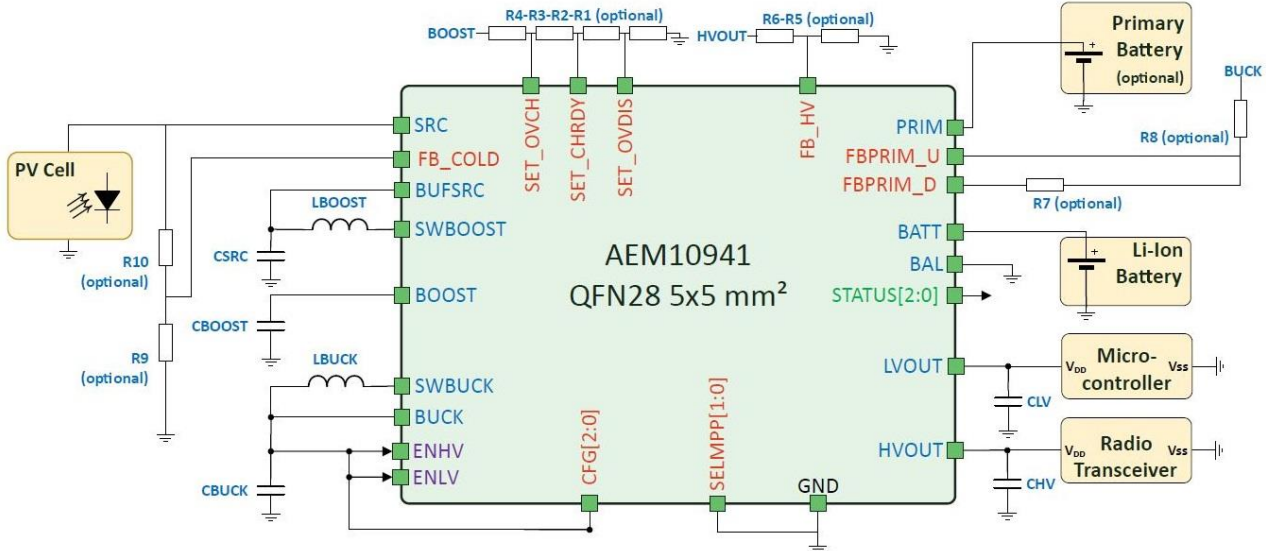 R4-R3-R2-R1 (optional)
BOOST
R6-R5 (optional)
HVOUT
Primary
Battery
(optional)
BUCK
R8 (optional)
R7 (optional)
PV Cell
SRC
FB_COLD
BUFSRC
SWBOOST
BOOST
SWBUCK
BUCK
ENHV
ENLV
SET_OVCH
SET_CHRDY
SET_OVDIS
FB_HV
PRIM
FBPRIM_U
FBPRIM_D
BATT
BAL
STATUS[2:0]
LVOUT
HVOUT
AEM10941
QFN28 5x5 mm²
CFG[2:0]
SELMPP[1:0]
GND
LBOOST
CSRC
CBOOST
LBUCK
CBUCK
R10
(optional)
R9
(optional)
Li-Ion
Battery
VDD Micro- Vss
controller
CLV
VDD Radio Vss
Transceiver
CHV